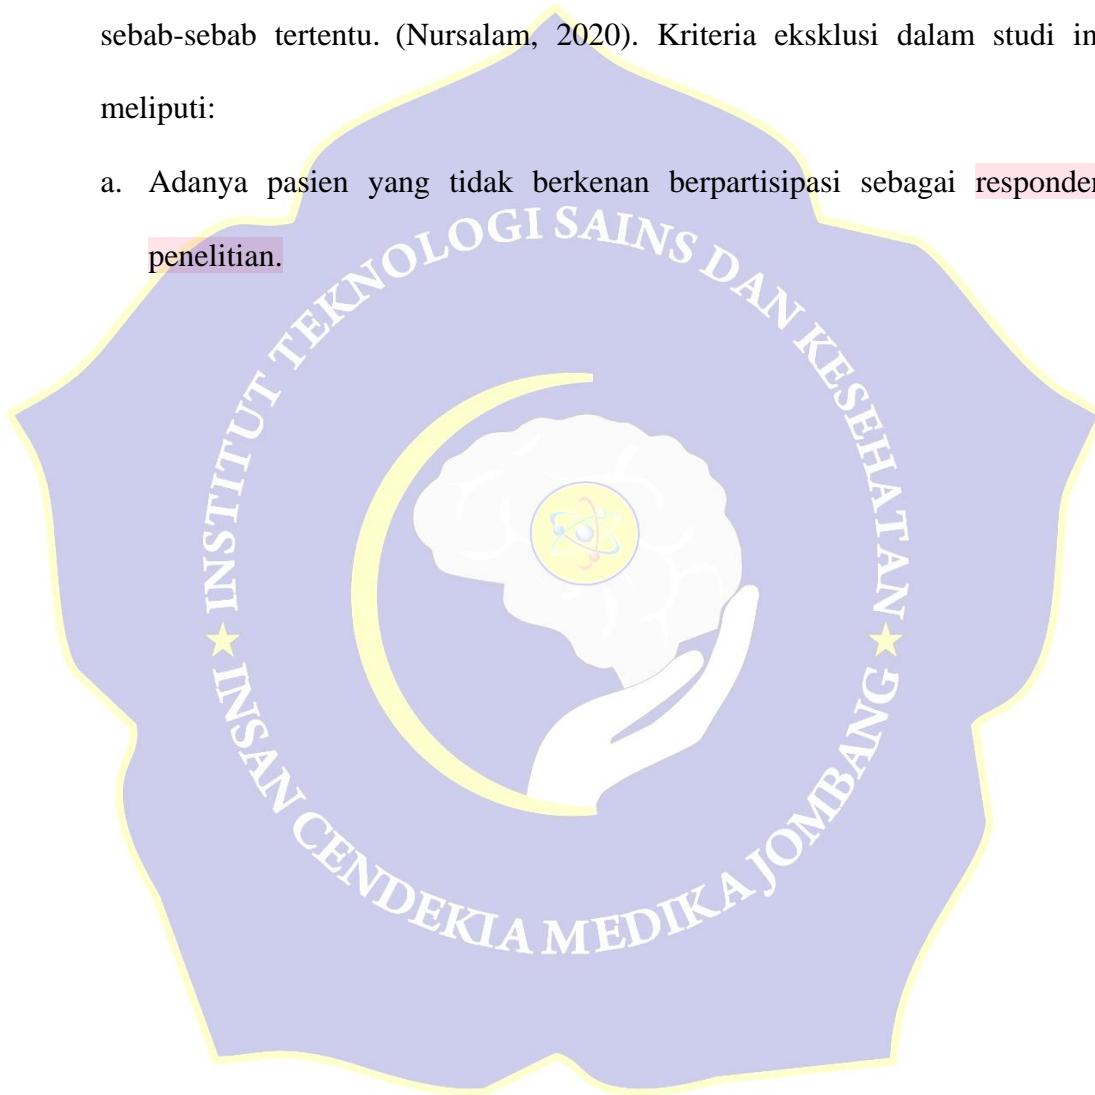 sebab-sebab tertentu. (Nursalam, 2020). Kriteria eksklusi dalam studi in
meliputi:
a. Adanya pasien yang tidak berkenan berpartisipasi sebagai responden
penelitian.
INSTITUT TEKNOLOGI SAINS DAN KESEHATAN
INSAN CENDEKIA MEDIKA JOMBANG